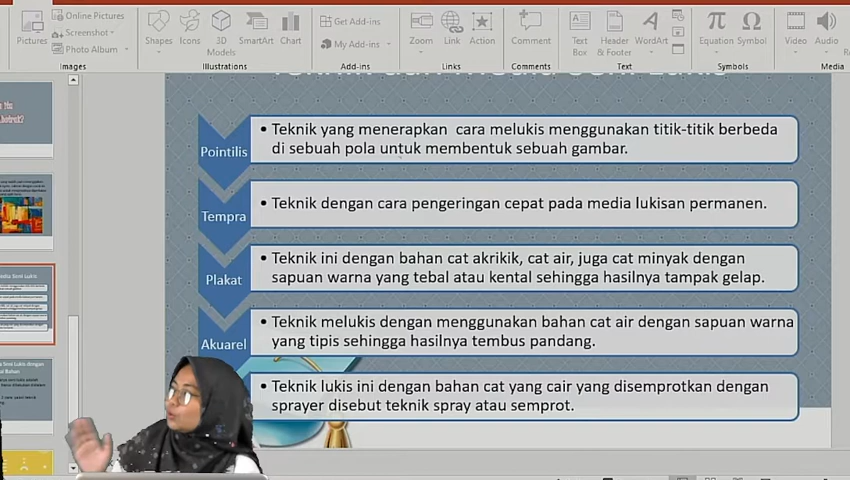 Online Pictures
Screenshot
Photo Album
Pictures
Shapes
Icons
3D
Models
SmartArt
Chart
Get Add-ins
My Add-ins
Zoom
Link
Action
Comment
Text
Box
Header
& Footer
WordArt
Equation
Symbol
Video
Audio
Images
Illustrations
Add-ins
Links
Comments
Text
Symbols
Media
Pointilis
• Teknik yang menerapkan cara melukis menggunakan titik-titik berbeda
di sebuah pola untuk membentuk sebuah gambar.
Tempra
• Teknik dengan cara pengeringan cepat pada media lukisan permanen.
Plakat
• Teknik ini dengan bahan cat akrikik, cat air, juga cat minyak dengan
sapuan warna yang tebal atau kental sehingga hasilnya tampak gelap.
Akuarel
• Teknik melukis dengan menggunakan bahan cat air dengan sapuan warna
yang tipis sehingga hasilnya tembus pandang.
• Teknik lukis ini dengan bahan cat yang cair yang disemprotkan dengan
sprayer disebut teknik spray atau semprot.